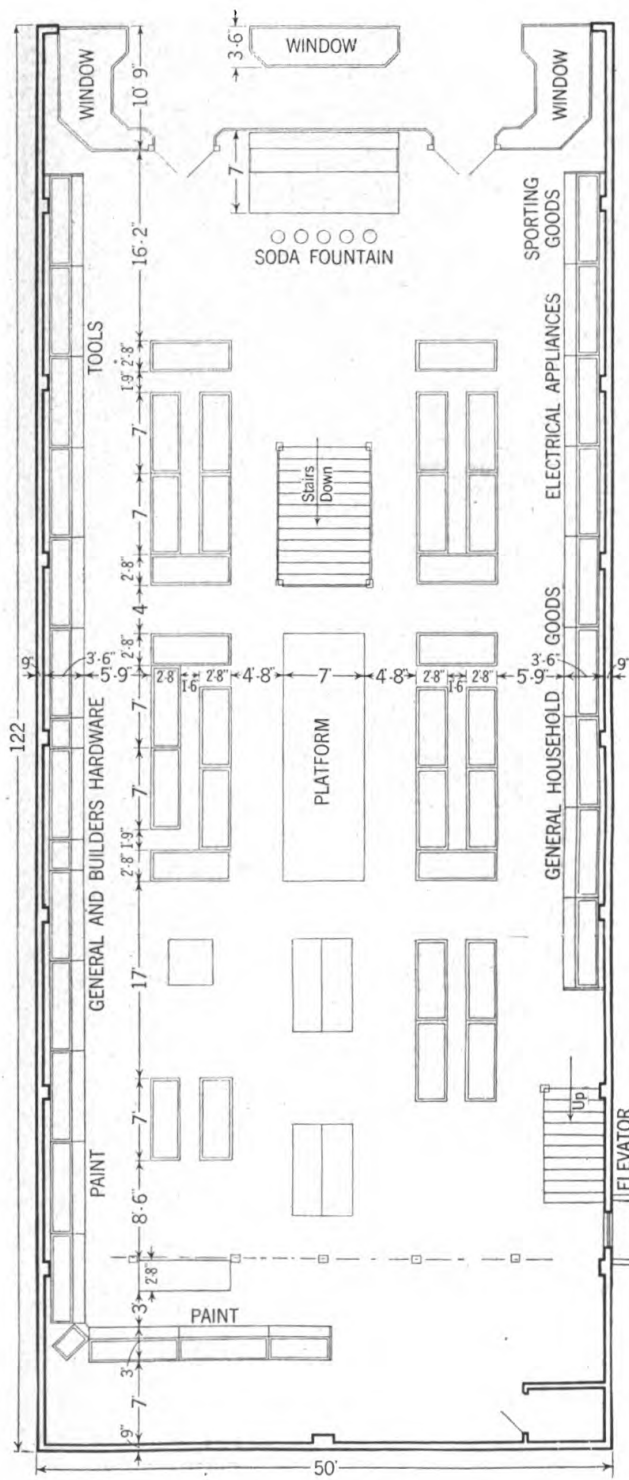 WINDOW
3'-6"
WINDOW
10' 9"
WINDOW
7
16'-2"
SODA FOUNTAIN
SPORTING
GOODS
TOOLS
2'-8"
1'-9"
7'
7
2'-8"
4
Stairs
Down
ELECTRICAL APPLIANCES
GENERAL HOUSEHOLD GOODS
2'-8"
9"
3'-6"
5'-9"
2'-8"
1'-6
2'-8"
4'-8"
7'
4'-8"
2'-8"
1'-6
2'-8"
5'-9"
3'-6"
9"
122
7'
7'
1'-9"
2'-8"
PLATFORM
GENERAL AND BUILDERS HARDWARE
17'
7'
Up
ELEVATOR
PAINT
8'-6"
2'-8"
3'
PAINT
3'
7'
9"
50'